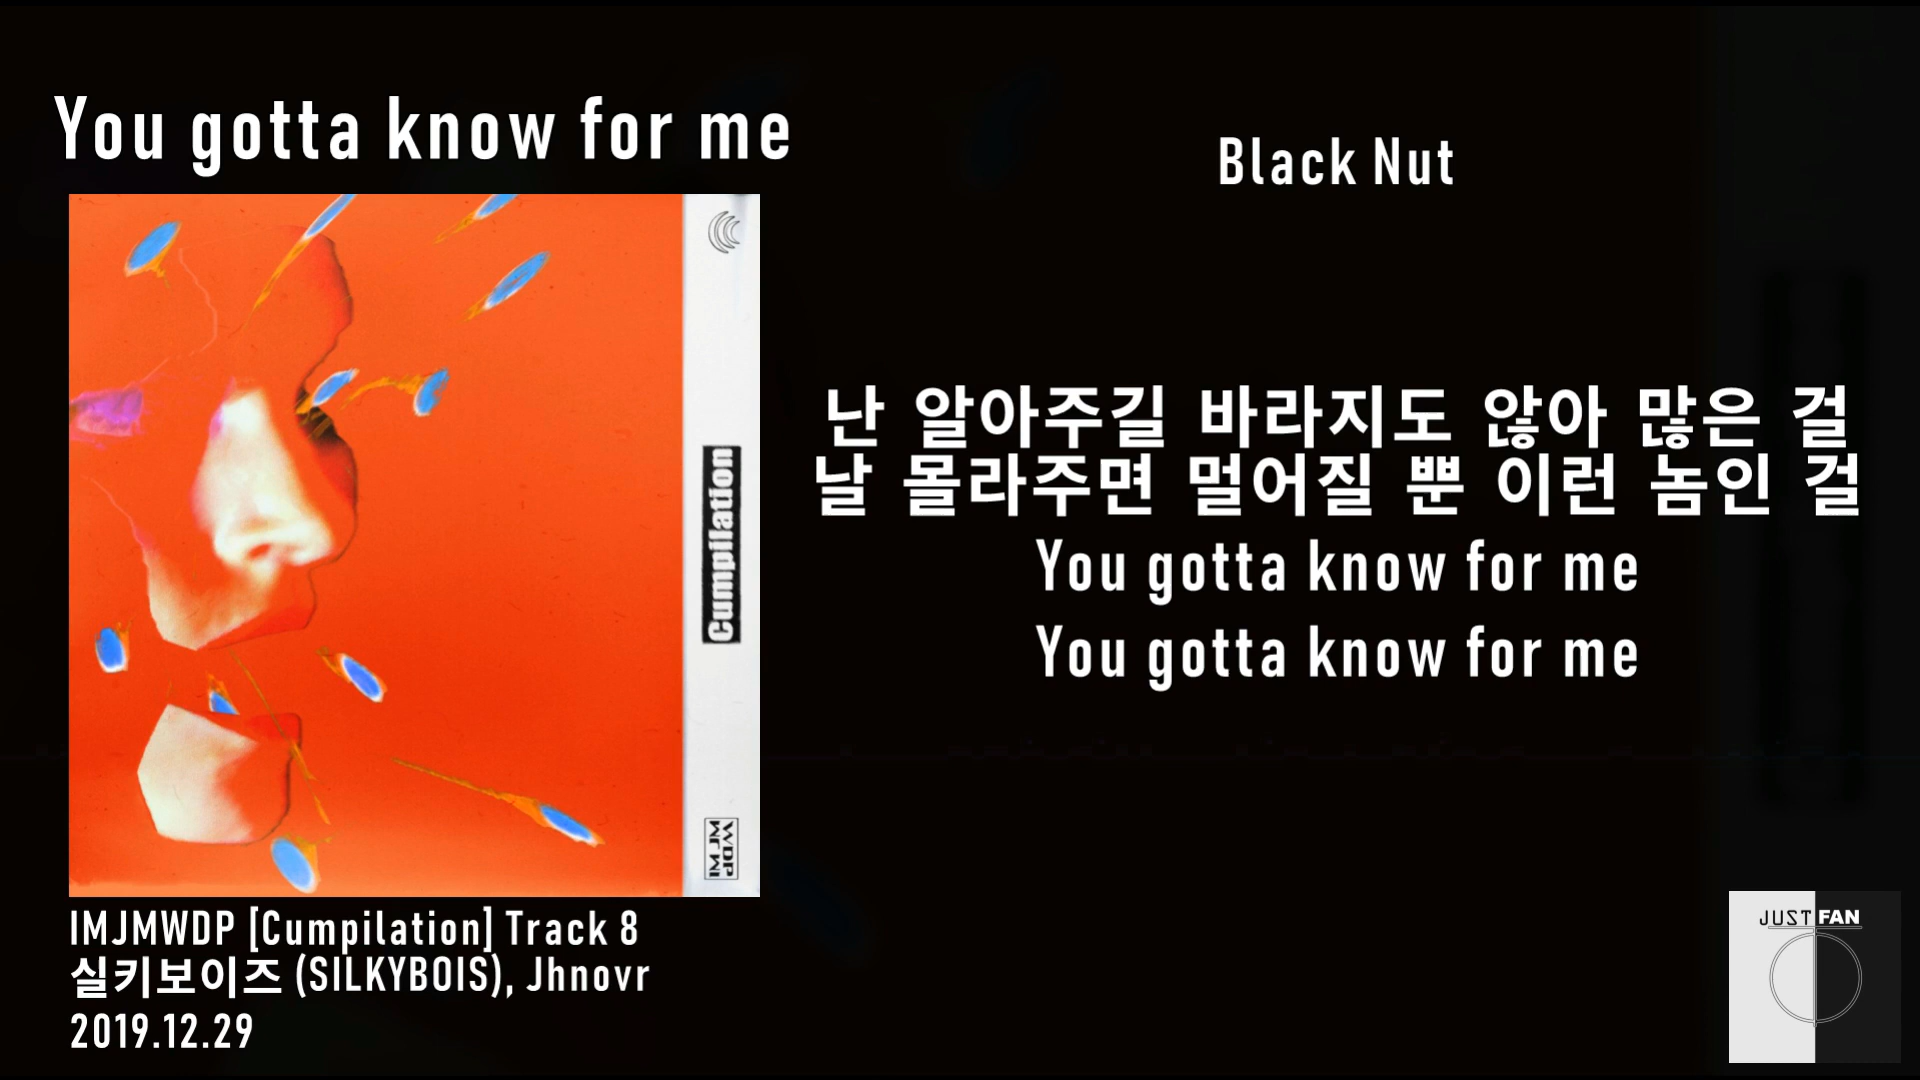 You gotta know for me
Black Nut
Cumpilation
WDP
난 알아주길 바라지도 않아 많은 걸
날 몰라주면 멀어질 뿐 이런 놈인 걸
You gotta know for me
You gotta know for me
IMJMWDP [Cumpilation] Track 8
실키보이즈 (SILKYBOIS), Jhnovr
2019.12.29
JUST FAN